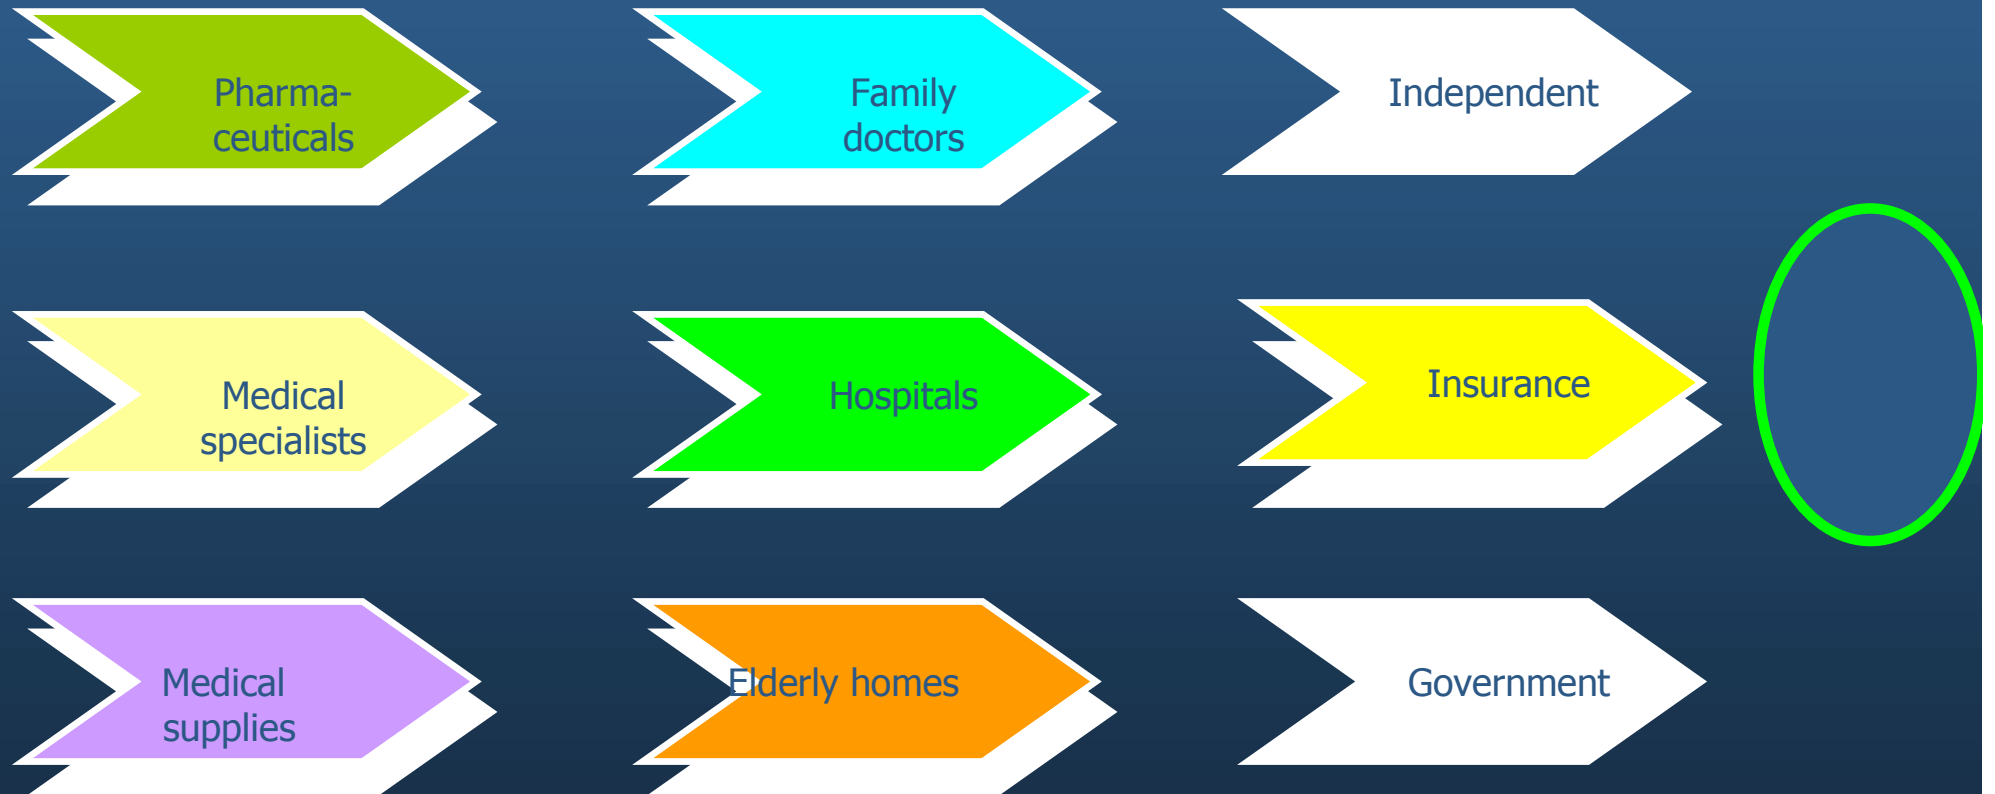 Pharma-
ceuticals
Family
doctors
Independent
Medical
specialists
Hospitals
Insurance
Medical
supplies
Elderly homes
Government